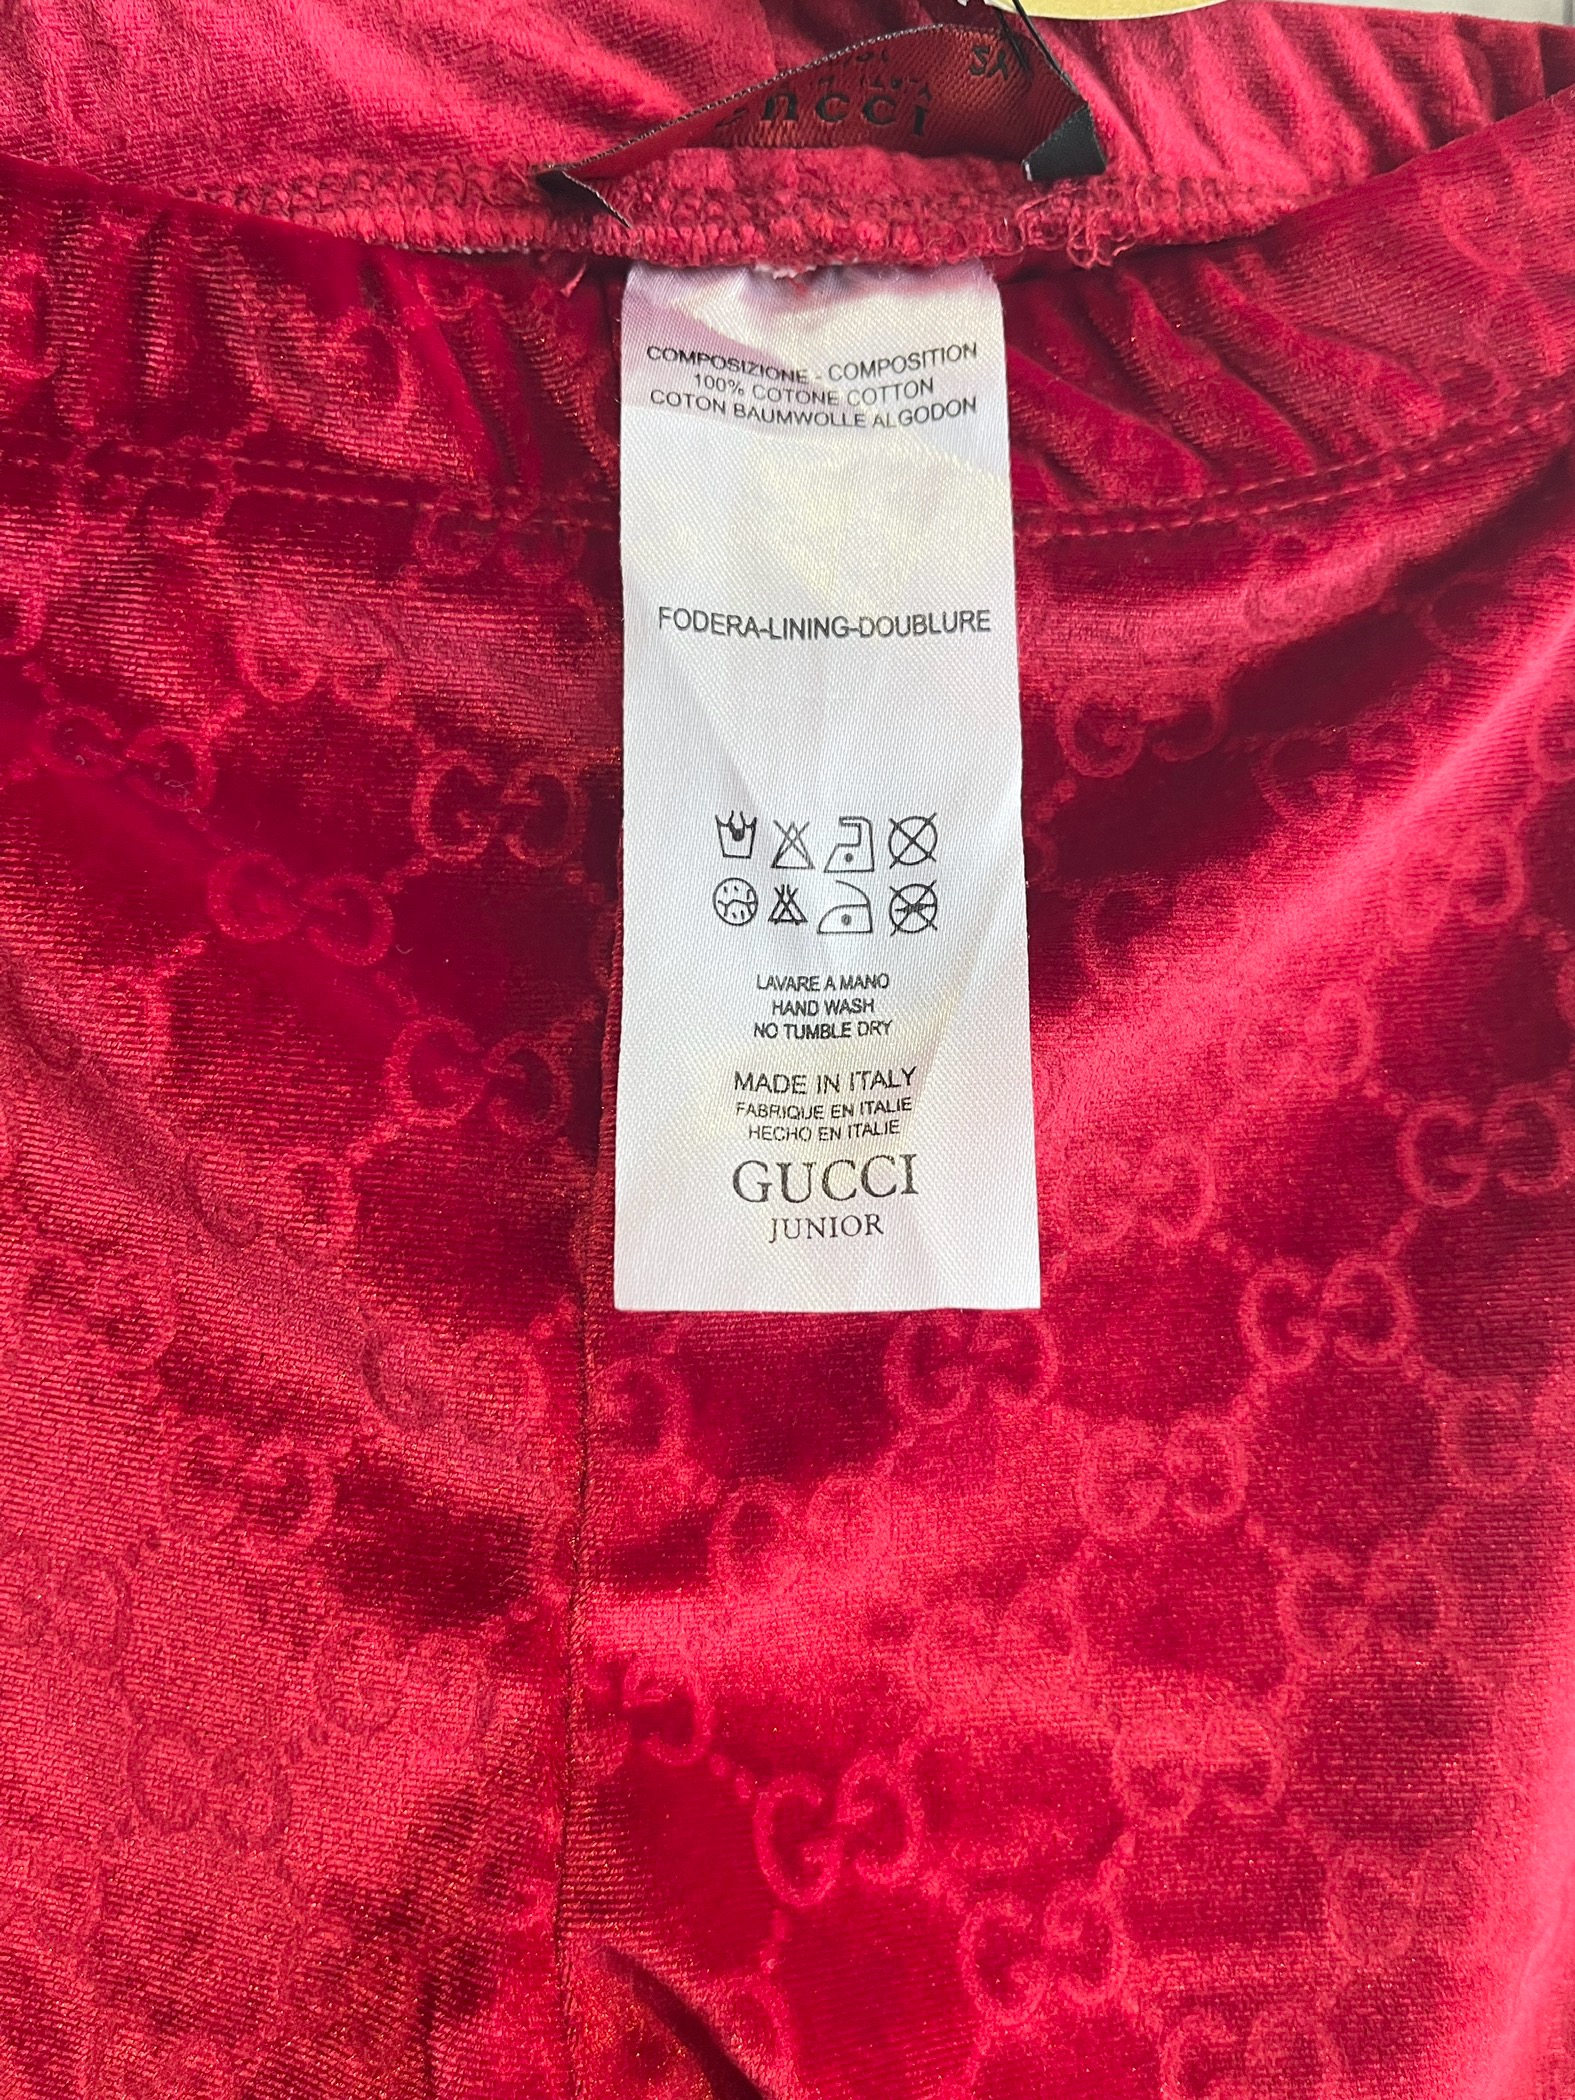 SA
COMPOSIZIONE - COMPOSITION
100% COTONE COTTON
COTON BAUMWOLLE ALGODON
FODERA-LINING-DOUBLURE
LAVARE A MANO
HAND WASH
NO TUMBLE DRY
MADE IN ITALY
FABRIQUE EN ITALIE
HECHO EN ITALIE
GUCCI
JUNIOR